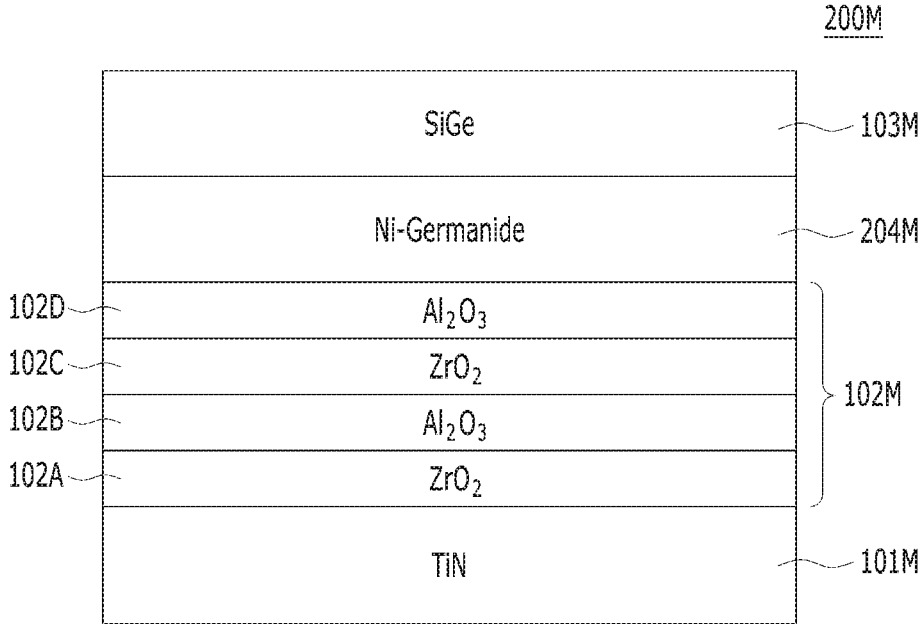 200M
SiGe
103M
Ni-Germanide
204M
102D
Al₂O₃
102C
ZrO₂
102B
Al₂O₃
102M
102A
ZrO₂
TiN
101M